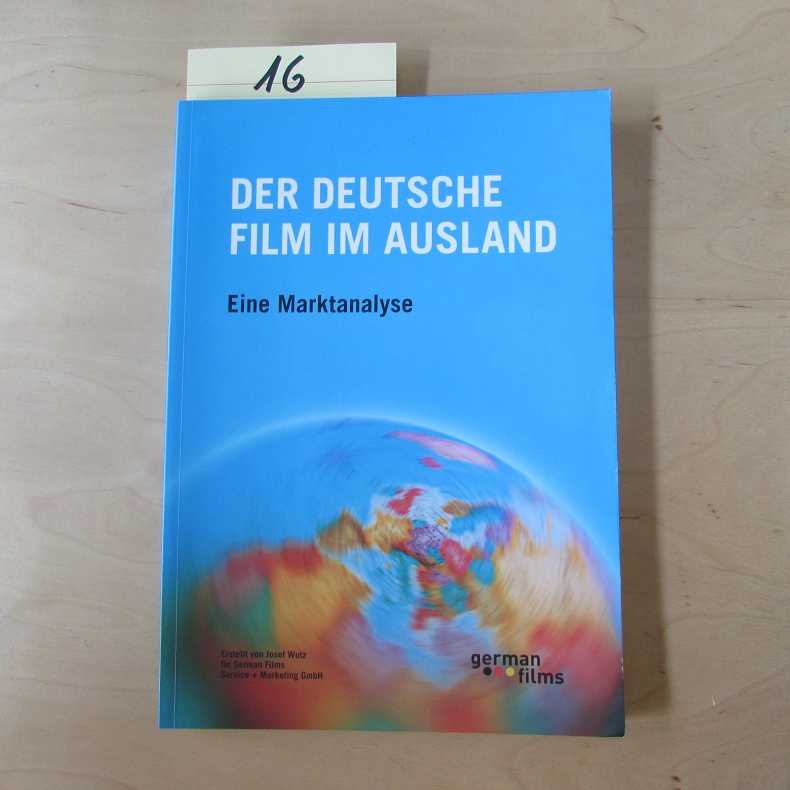 16
DER DEUTSCHE
FILM IM AUSLAND
Eine Marktanalyse
Erstellt von Josef Wutz
für German Films
Service + Marketing GmbH
german
films